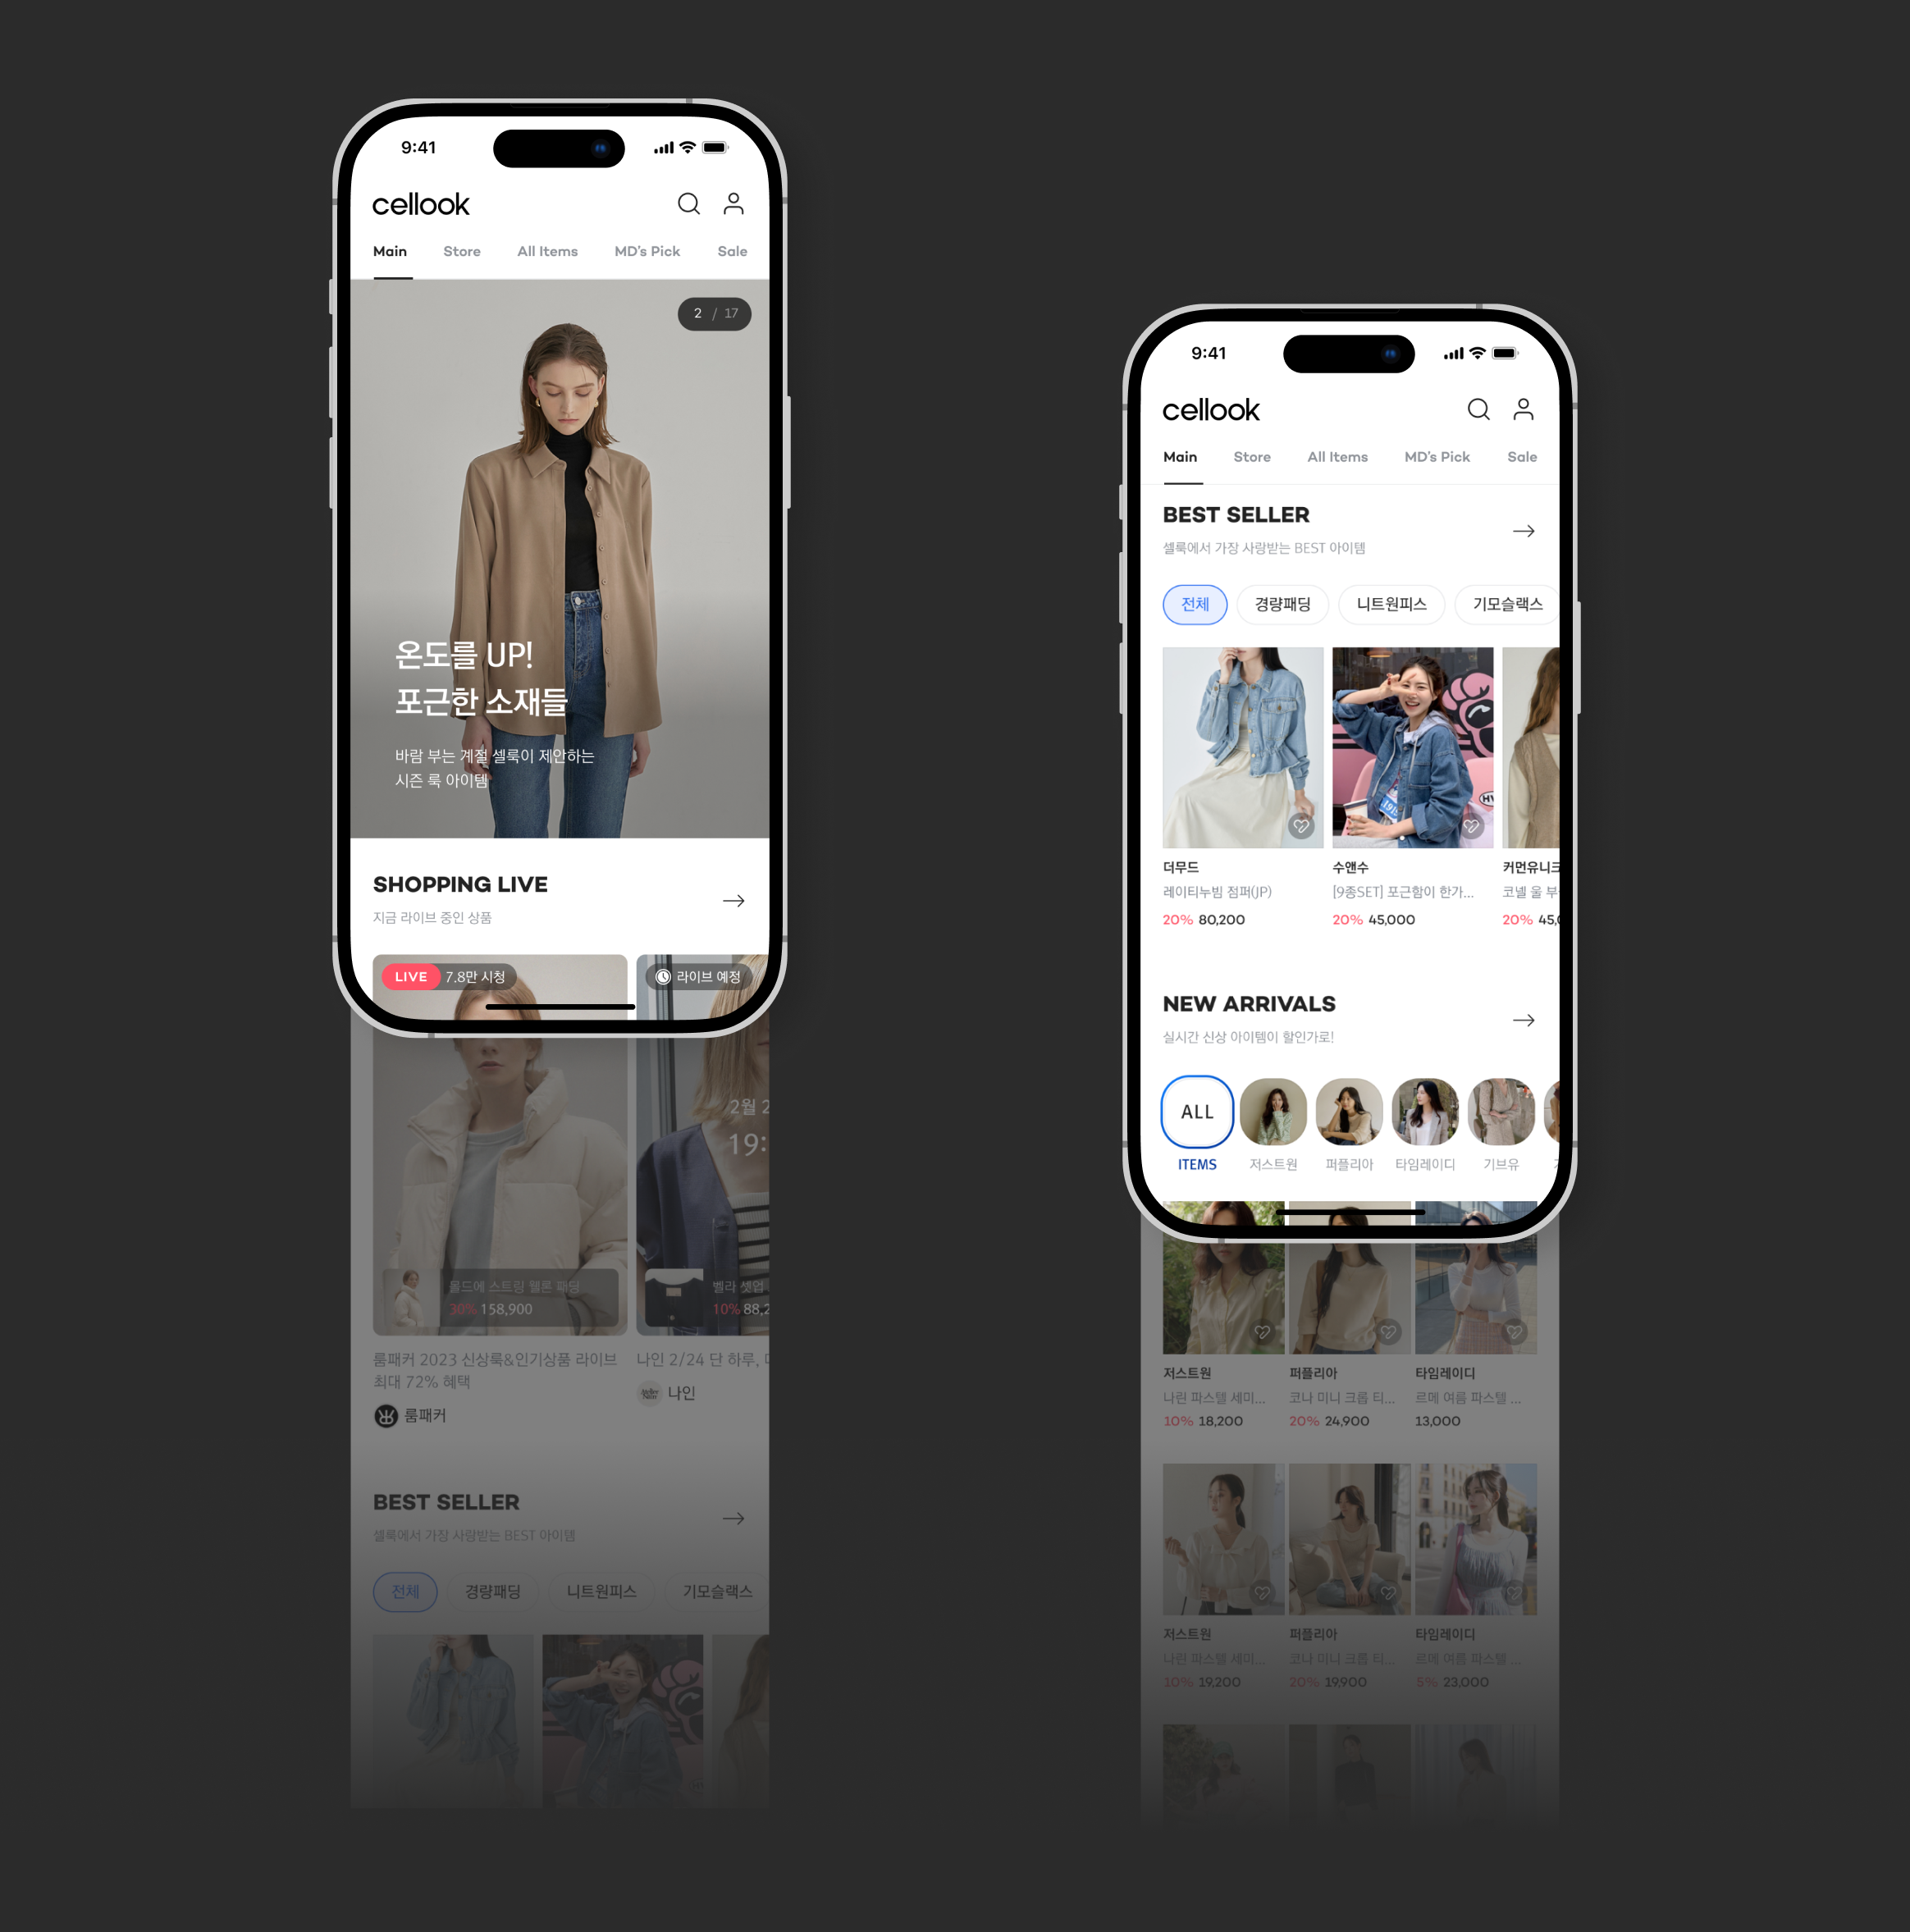 9:41
cellook
Main Store All Items MD's Pick Sale
2 / 17
온도를 UP!
포근한 소재들
바람 부는 계절 셀룩이 제안하는
시즌 룩 아이템
SHOPPING LIVE
지금 라이브 중인 상품
LIVE 7.8만 시청
라이브 예정
2월 2
19:
몰드에 스트링 웰론 패딩
30% 158,900
벨라 셋업
10% 88,2
룸패커 2023 신상룩&인기상품 라이브
최대 72% 혜택
룸패커
나인 2/24 단 하루,
나인
BEST SELLER
셀룩에서 가장 사랑받는 BEST 아이템
전체 경량패딩 니트원피스 기모슬랙스
9:41
cellook
Main Store All Items MD's Pick Sale
BEST SELLER
셀룩에서 가장 사랑받는 BEST 아이템
전체 경량패딩 니트원피스 기모슬랙스
더무드
레이티누빔 점퍼(JP)
20% 80,200
수앤수
[9종SET] 포근함이 한가...
20% 45,000
커먼유니크
코넬 울 부
20% 45,0
NEW ARRIVALS
실시간 신상 아이템이 할인가로!
ALL
ITEMS 저스트원 퍼플리아 타임레이디 기브유
저스트원
나린 파스텔 세미...
10% 18,200
퍼플리아
코나 미니 크롭 티...
20% 24,900
타임레이디
르메 여름 파스텔 ...
13,000
저스트원
나린 파스텔 세미...
10% 19,200
퍼플리아
코나 미니 크롭 티...
20% 19,900
타임레이디
르메 여름 파스텔 ...
5% 23,000